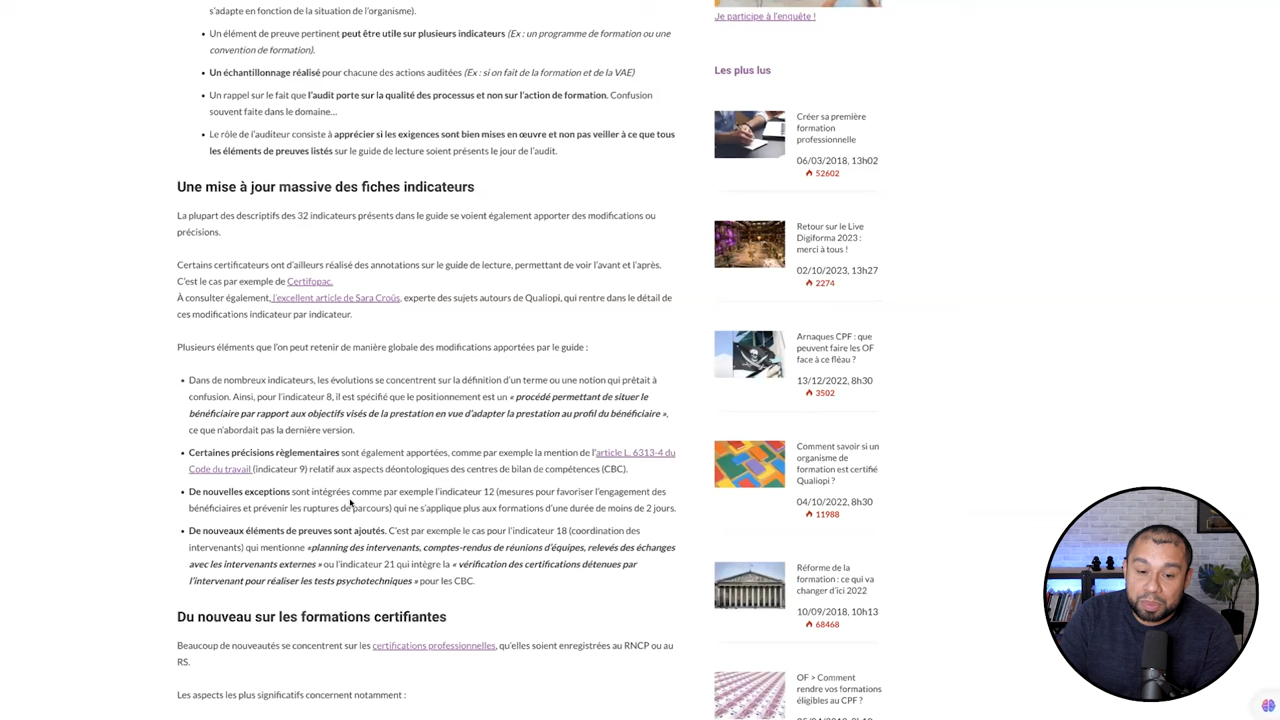 s'adapte en fonction de la situation de l'organisme).
• Un élément de preuve pertinent peut être utile sur plusieurs indicateurs (Ex : un programme de formation ou une
convention de formation).
• Un échantillonnage réalisé pour chacune des actions auditées (Ex : si on fait de la formation et de la VAE)
• Un rappel sur le fait que l'audit porte sur la qualité des processus et non sur l'action de formation. Confusion
souvent faite dans le domaine…
• Le rôle de l'auditeur consiste à apprécier si les exigences sont bien mises en œuvre et non pas veiller à ce que tous
les éléments de preuves listés sur le guide de lecture soient présents le jour de l'audit.
Une mise à jour massive des fiches indicateurs
La plupart des descriptifs des 32 indicateurs présents dans le guide se voient également apporter des modifications ou
précisions.
Certains certificateurs ont d'ailleurs réalisé des annotations sur le guide de lecture, permettant de voir l'avant et l'après.
C'est le cas par exemple de Certifopac.
À consulter également, l'excellent article de Sara Croûs, experte des sujets autours de Qualiopi, qui rentre dans le détail de
ces modifications indicateur par indicateur.
Plusieurs éléments que l'on peut retenir de manière globale des modifications apportées par le guide :
• Dans de nombreux indicateurs, les évolutions se concentrent sur la définition d'un terme ou une notion qui prêtait à
confusion. Ainsi, pour l'indicateur 8, il est spécifié que le positionnement est un « procédé permettant de situer le
bénéficiaire par rapport aux objectifs visés de la prestation en vue d'adapter la prestation au profil du bénéficiaire »,
ce que n'abordait pas la dernière version.
• Certaines précisions règlementaires sont également apportées, comme par exemple la mention de l'article L. 6313-4 du
Code du travail (indicateur 9) relatif aux aspects déontologiques des centres de bilan de compétences (CBC).
• De nouvelles exceptions sont intégrées comme par exemple l'indicateur 12 (mesures pour favoriser l'engagement des
bénéficiaires et prévenir les ruptures de parcours) qui ne s'applique plus aux formations d'une durée de moins de 2 jours.
• De nouveaux éléments de preuves sont ajoutés. C'est par exemple le cas pour l'indicateur 18 (coordination des
intervenants) qui mentionne «planning des intervenants, comptes-rendus de réunions d'équipes, relevés des échanges
avec les intervenants externes » ou l'indicateur 21 qui intègre la « vérification des certifications détenues par
l'intervenant pour réaliser les tests psychotechniques » pour les CBC.
Du nouveau sur les formations certifiantes
Beaucoup de nouveautés se concentrent sur les certifications professionnelles, qu'elles soient enregistrées au RNCP ou au
RS.
Les aspects les plus significatifs concernent notamment :
Je participe à l'enquête !
Les plus lus
Créer sa première
formation
professionnelle
06/03/2018, 13h02
52602
Retour sur le Live
Digiforma 2023 :
merci à tous !
02/10/2023, 13h27
2274
Arnaques CPF : que
peuvent faire les OF
face à ce fléau ?
13/12/2022, 8h30
3502
Comment savoir si un
organisme de
formation est certifié
Qualiopi ?
04/10/2022, 8h30
11988
Réforme de la
formation : ce qui va
changer d'ici 2022
10/09/2018, 10h13
68468
OF > Comment
rendre vos formations
éligibles au CPF ?